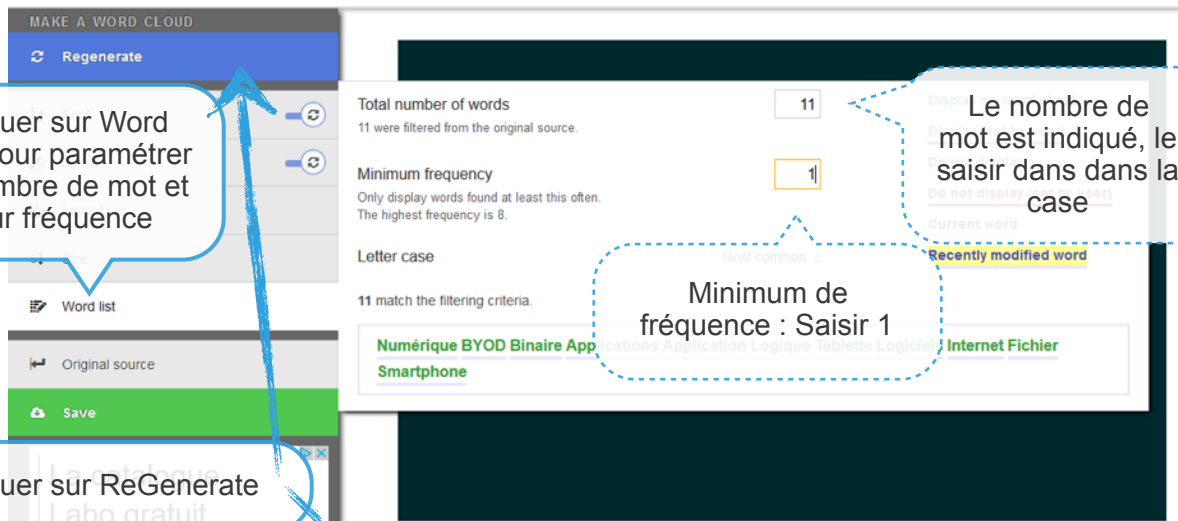 MAKE A WORD CLOUD
Regenerate
uer sur Word
our paramétrer
mbre de mot et
ur fréquence
Word list
Original source
Save
La catalogue
Labo gratuit
uer sur ReGenerate
Total number of words
11
11 were filtered from the original source.
Minimum frequency
1
Only display words found at least this often.
The highest frequency is 8.
Letter case
Most common
11 match the filtering criteria.
Numérique BYOD Binaire Applications Application Logique Tablette Logiciels Internet Fichier
Smartphone
Le nombre de
mot est indiqué, le
saisir dans dans la
case
Do not display (set by user)
Current word
Recently modified word
Minimum de
fréquence : Saisir 1